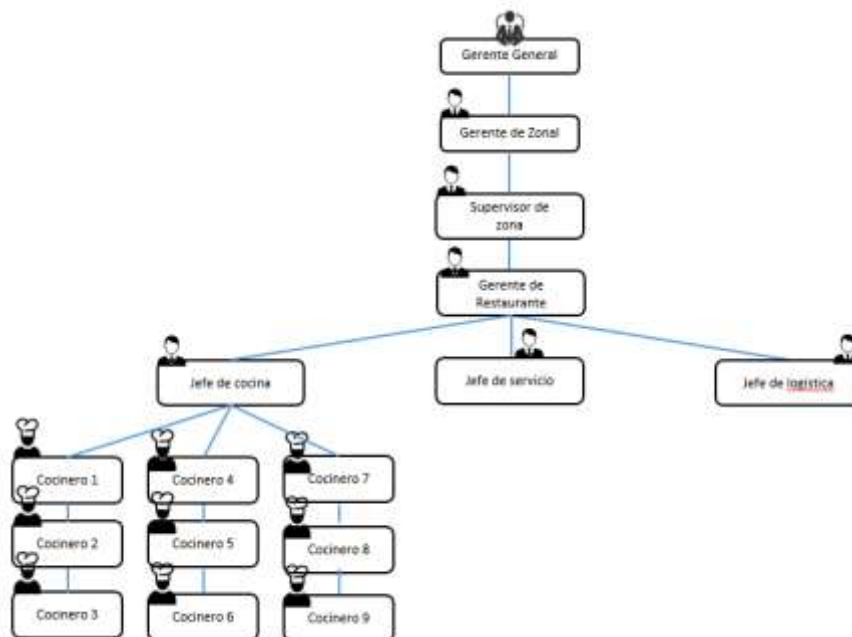 Gerente General
Gerente de Zonal
Supervisor de
zona
Gerente de
Restaurante
Jefe de cocina
Jefe de servicio
Jefe de logistica
Cocinero 1
Cocinero 4
Cocinero 7
Cocinero 2
Cocinero 5
Cocinero 8
Cocinero 3
Cocinero 6
Cocinero 9